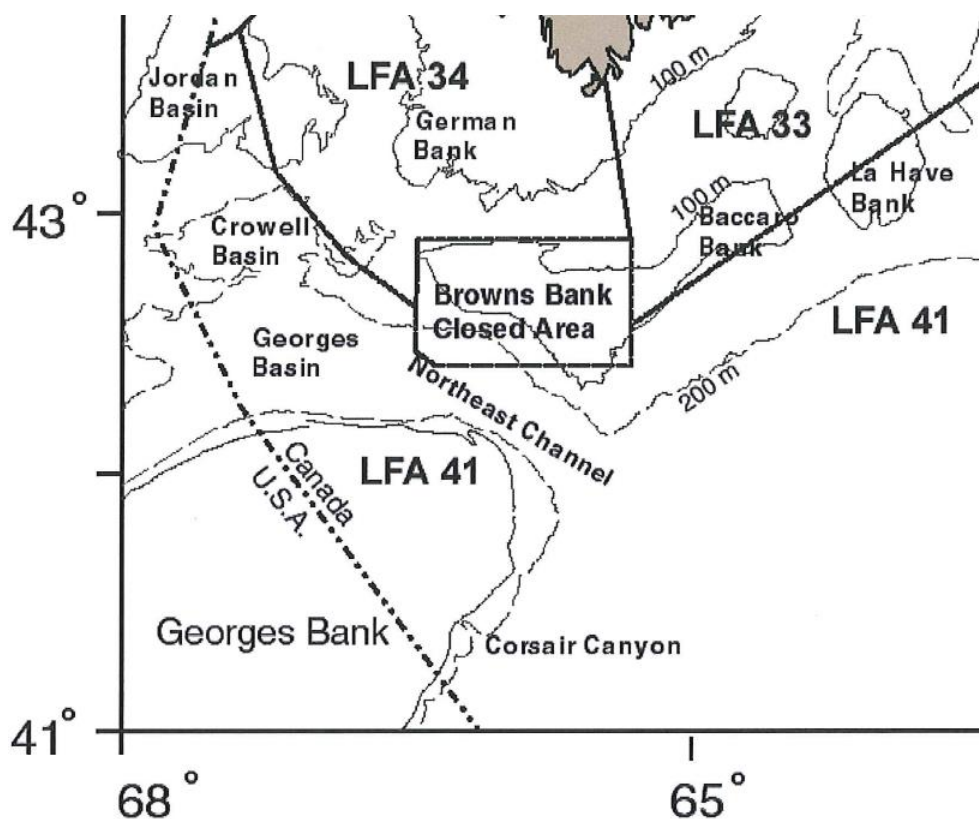 Jordan
Basin
LFA 34
100 m
German
Bank
LFA 33
La Have
Bank
43°
Crowell
Basin
100 m
Baccaro
Bank
Browns Bank
Closed Area
LFA 41
Georges
Basin
Northeast Channel
200 m
Canada
U.S.A.
LFA 41
Georges Bank
Corsair Canyon
41°
68°
65°